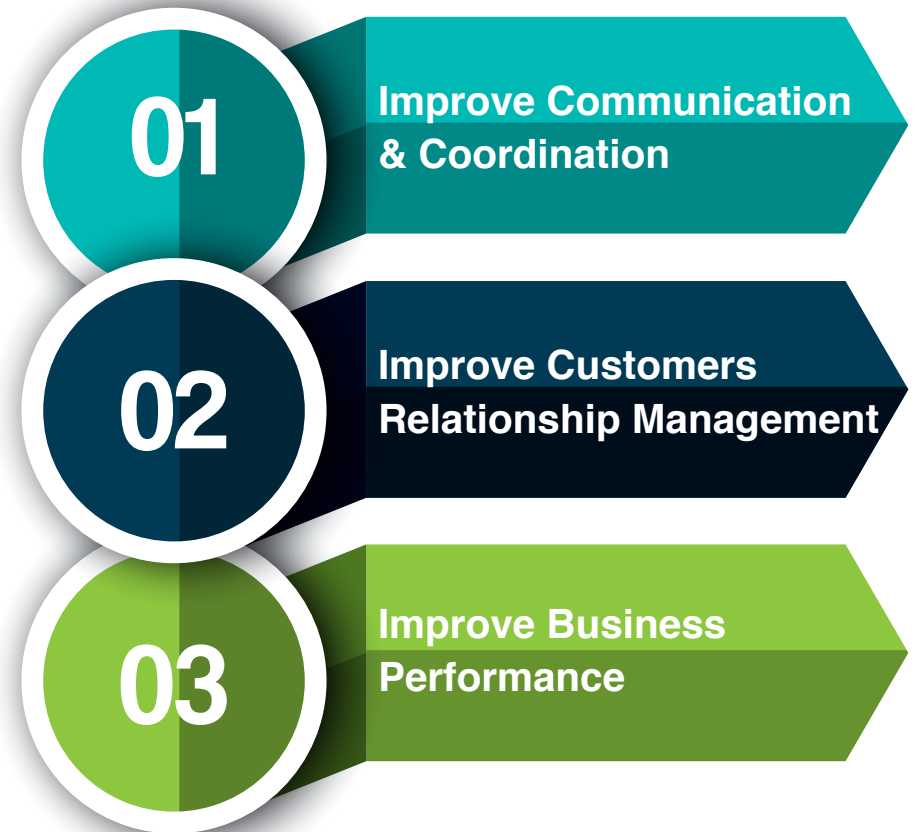 01
Improve Communication
& Coordination
02
Improve Customers
Relationship Management
03
Improve Business
Performance